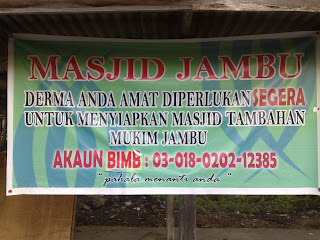 MASJID JAMBU
DERMA ANDA AMAT DIPERLUKAN SEGERA
UNTUK MENYIAPKAN MASJID TAMBAHAN
MUKIM JAMBU
AKAUN BIMB : 03-018-0202-12385
"pahala menanti anda"